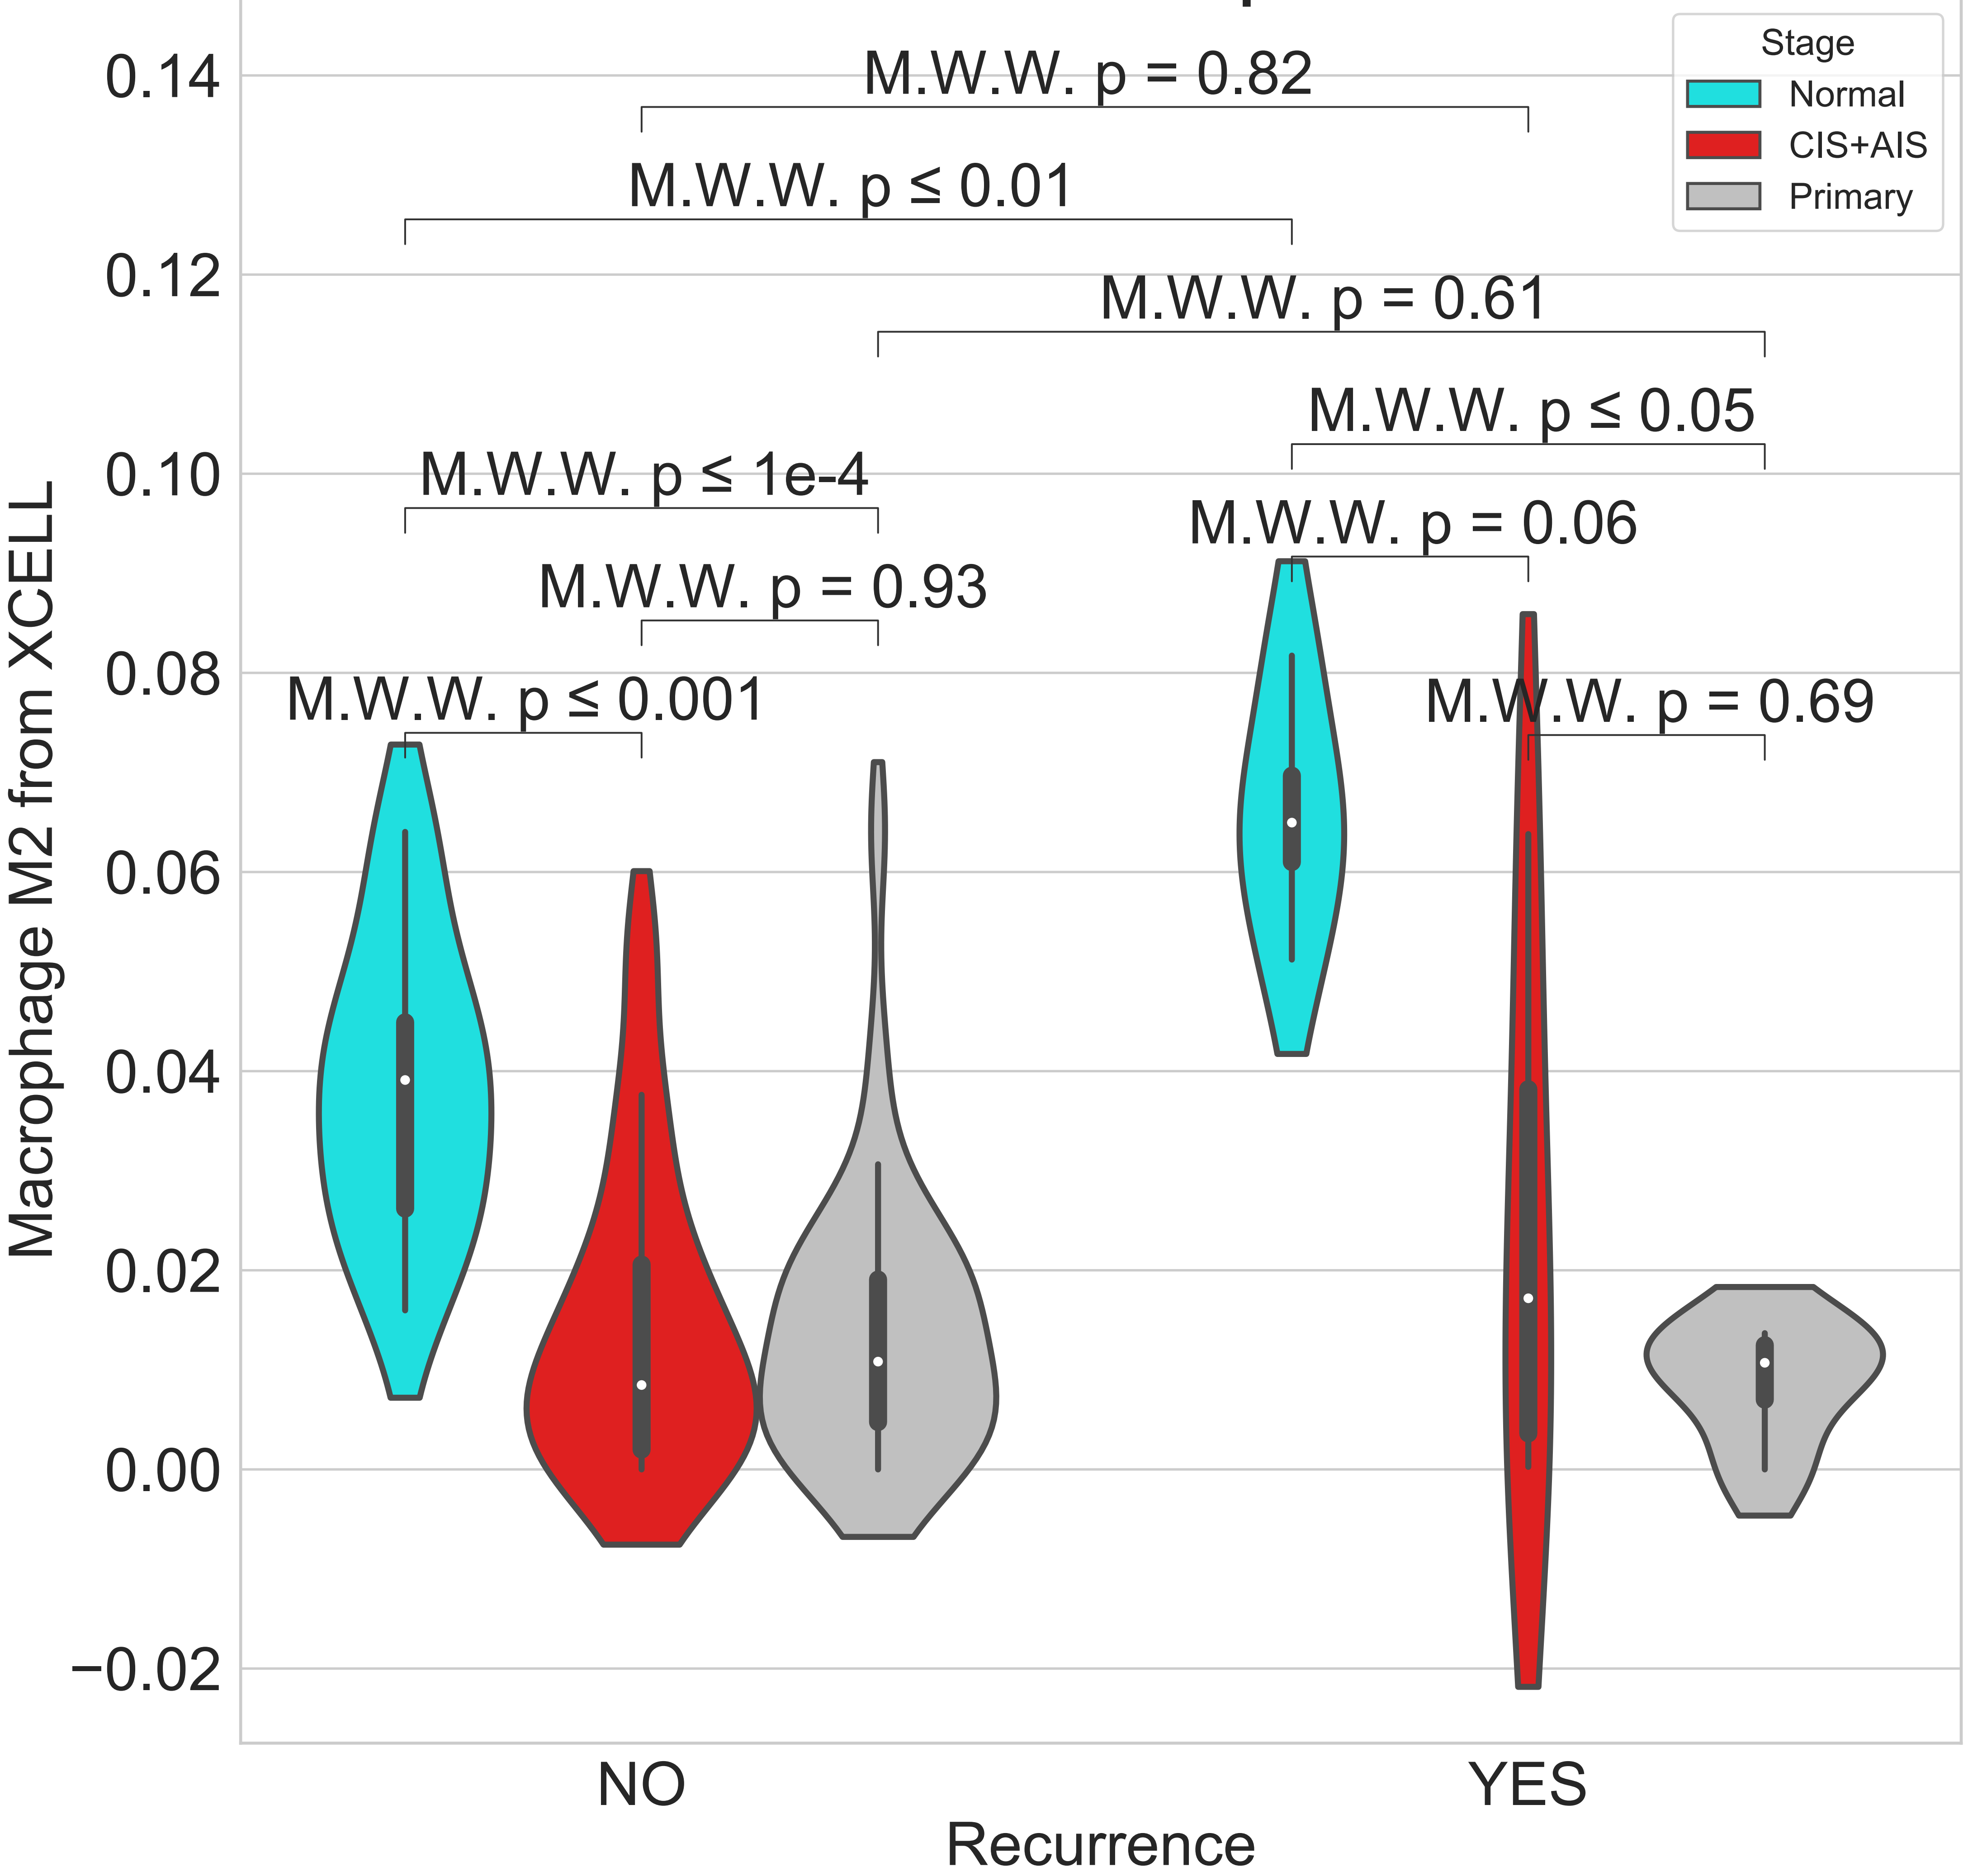 0.14
0.12
0.10
0.08
0.06
0.04
0.02
0.00
−0.02
Macrophage M2 from XCELL
M.W.W. p = 0.82
M.W.W. p ≤ 0.01
M.W.W. p = 0.61
M.W.W. p ≤ 0.05
M.W.W. p ≤ 1e-4
M.W.W. p = 0.06
M.W.W. p = 0.93
M.W.W. p ≤ 0.001
M.W.W. p = 0.69
Stage
Normal
CIS+AIS
Primary
NO
YES
Recurrence